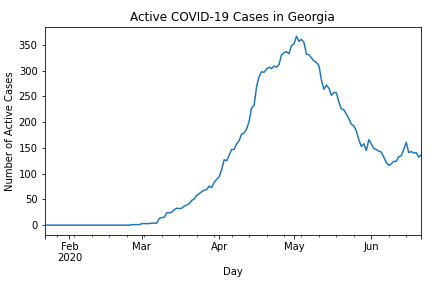 Active COVID-19 Cases in Georgia
Number of Active Cases
350
300
250
200
150
100
50
0
Feb
2020
Mar
Apr
May
Jun
Day